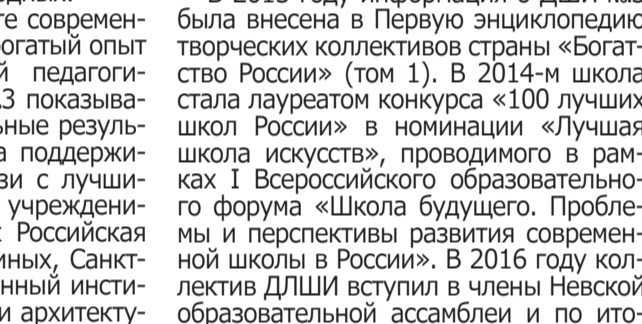 те современ-
богатый опыт
й педагоги-
3 показыва-
ные резуль-
а поддержи-
зи с лучши-
учреждени-
Российская
иных, Санкт-
нный инсти-
и архитекту-
была внесена в Первую энциклопедию
творческих коллективов страны «Богат-
ство России» (том 1). В 2014-м школа
стала лауреатом конкурса «100 лучших
школ России» в номинации «Лучшая
школа искусств», проводимого в рам-
ках I Всероссийского образовательно-
го форума «Школа будущего. Пробле-
мы и перспективы развития современ-
ной школы в России». В 2016 году кол-
лектив ДЛШИ вступил в члены Невской
образовательной ассамблеи и по ито-